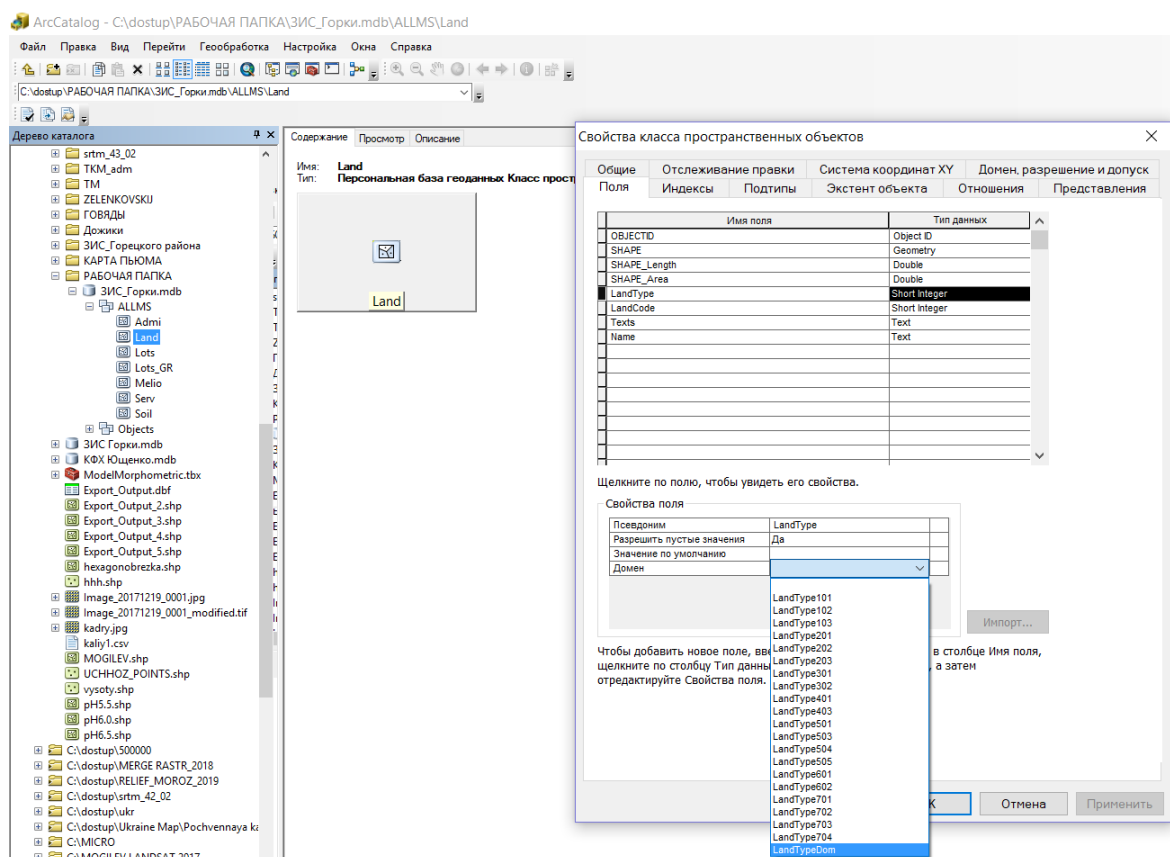 ArcCatalog - C:\dostup\РАБОЧАЯ ПАПКА\ЗИС_Горки.mdb\ALLMS\Land
Файл Правка Вид Перейти Геообработка Настройка Окна Справка
C:\dostup\РАБОЧАЯ ПАПКА\ЗИС_Горки.mdb\ALLMS\Land
Дерево каталога
srtm_43_02
TKM_adm
TM
ZELENKOVSKIJ
ГОВЯДЫ
Дожики
ЗИС_Горецкого района
КАРТА ПЬЮМА
РАБОЧАЯ ПАПКА
ЗИС_Горки.mdb
ALLMS
Admi
Land
Lots
Lots_GR
Melio
Serv
Soil
Objects
ЗИС Горки.mdb
КФХ Ющенко.mdb
ModelMorphometric.tbx
Export_Output.dbf
Export_Output_2.shp
Export_Output_3.shp
Export_Output_4.shp
Export_Output_5.shp
hexagonobrezka.shp
hhh.shp
Image_20171219_0001.jpg
Image_20171219_0001_modified.tif
kadry.jpg
kaliy1.csv
MOGILEV.shp
UCHHOZ_POINTS.shp
vysoty.shp
pH5.5.shp
pH6.0.shp
pH6.5.shp
C:\dostup\500000
C:\dostup\MERGE RASTR_2018
C:\dostup\RELIEF_MOROZ_2019
C:\dostup\srtm_42_02
C:\dostup\ukr
C:\dostup\Ukraine Map\Pochvennaya ka
C:\MICRO
C:\MOGILEV LANDSAT 2017
Содержание Просмотр Описание
Имя: Land
Тип: Персональная база геоданных Класс прост
Land
Свойства класса пространственных объектов
Общие Отслеживание правки Система координат XY Домен, разрешение и допуск
Поля Индексы Подтипы Экстент объекта Отношения Представления
Имя поля Тип данных
OBJECTID Object ID
SHAPE Geometry
SHAPE_Length Double
SHAPE_Area Double
LandType Short Integer
LandCode Short Integer
Texts Text
Name Text
Щелкните по полю, чтобы увидеть его свойства.
Свойства поля
Псевдоним LandType
Разрешить пустые значения Да
Значение по умолчанию
Домен
LandType101
LandType102
LandType103
LandType201
LandType202
LandType203
LandType301
LandType302
LandType401
LandType403
LandType501
LandType503
LandType504
LandType505
LandType601
LandType602
LandType701
LandType702
LandType703
LandType704
LandTypeDom
Импорт...
Чтобы добавить новое поле, вве в столбце Имя поля,
щелкните по столбцу Тип данны , а затем
отредактируйте Свойства поля.
К Отмена Применить